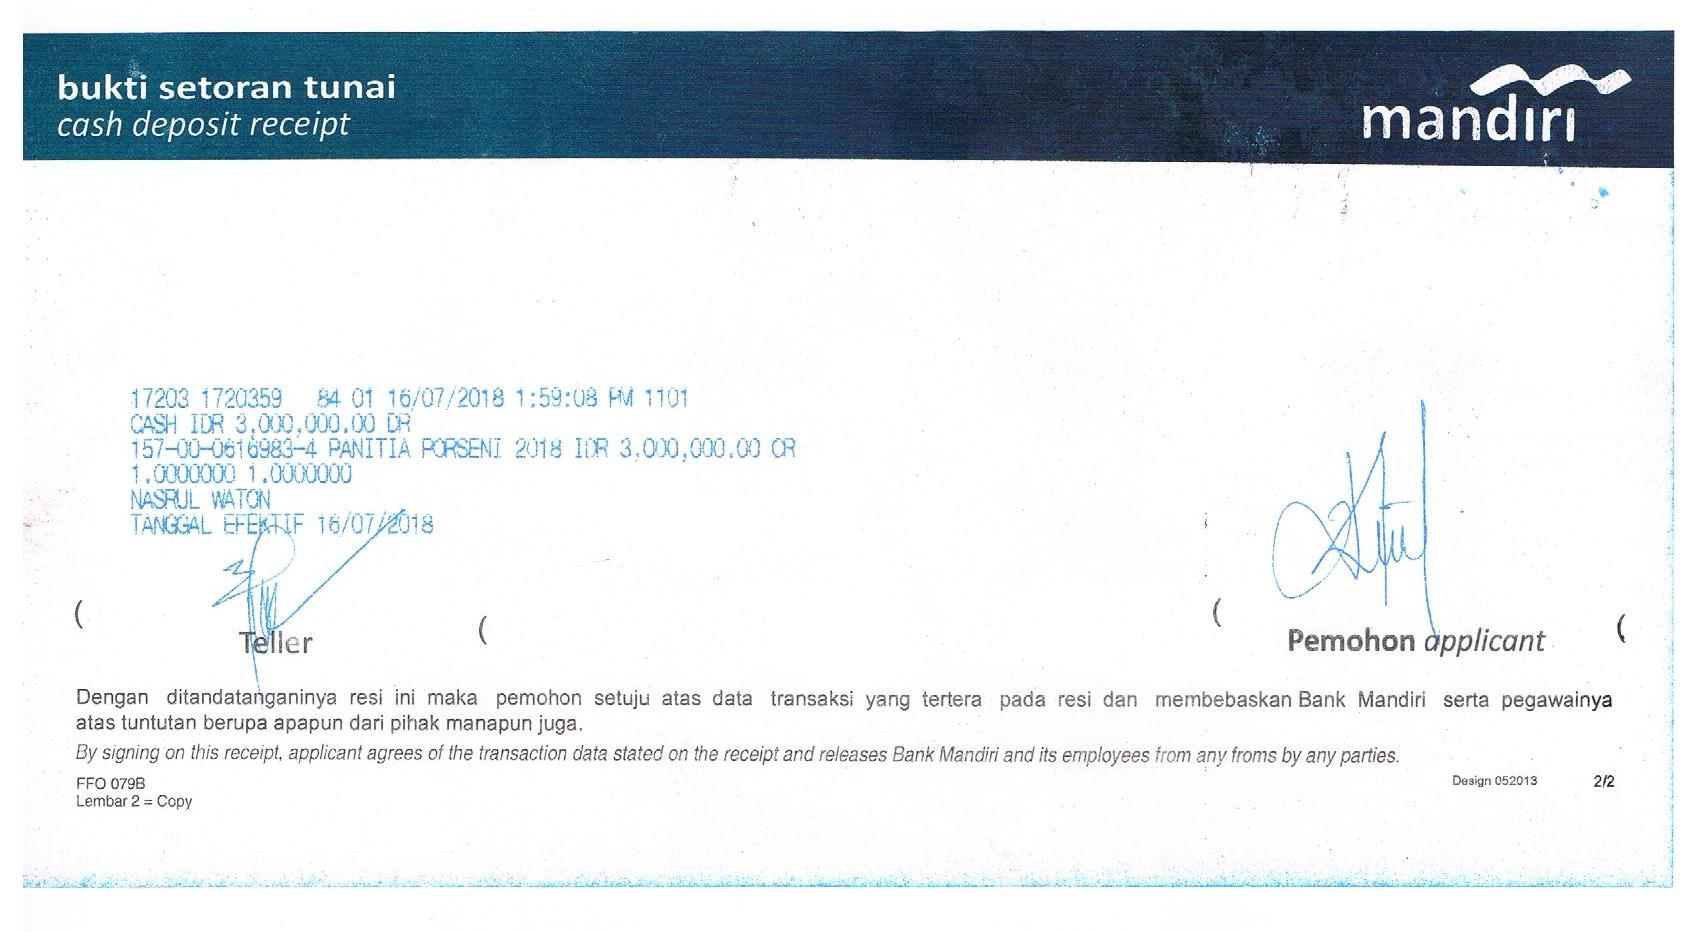 bukti setoran tunai
cash deposit receipt
mandiri
17203 1720359 84 01 16/07/2018 1:59:08 PM 1101
CASH IDR 3,000,000.00 DR
157-00-0616983-4 PANITIA PORSENI 2018 IDR 3.000,000.00 CR
1.0000000 1.0000000
NASRUL WATON
TANGGAL EFEKTIF 16/07/2018
( Teller (
( Pemohon applicant (
Dengan ditandatanganinya resi ini maka pemohon setuju atas data transaksi yang tertera pada resi dan membebaskan Bank Mandiri serta pegawainya
atas tuntutan berupa apapun dari pihak manapun juga.
By signing on this receipt, applicant agrees of the transaction data stated on the receipt and releases Bank Mandiri and its employees from any froms by any parties.
FFO 079B
Lembar 2 = Copy
Design 052013 2/2